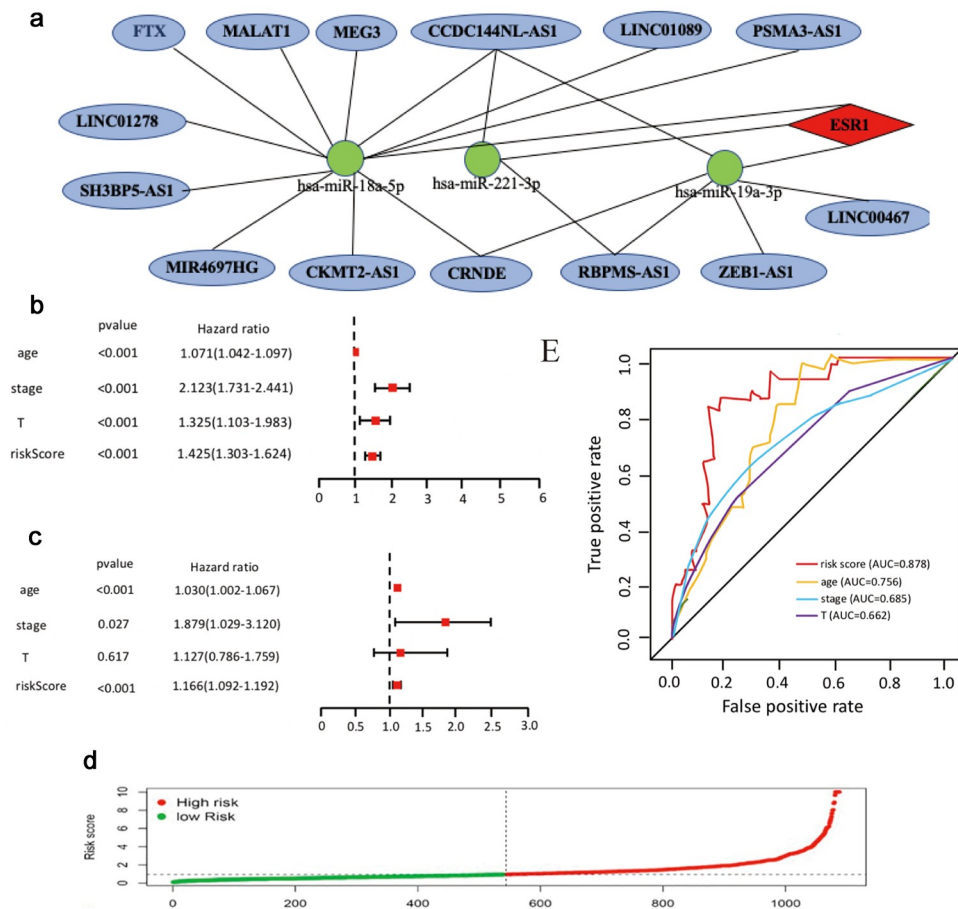 a
FTX MALAT1 MEG3 CCDC144NL-AS1 LINC01089 PSMA3-AS1
LINC01278 ESR1
hsa-miR-18a-5p hsa-miR-221-3p hsa-miR-19a-3p
SH3BP5-AS1
LINC00467
MIR4697HG CKMT2-AS1 CRNDE RBPMS-AS1 ZEB1-AS1
b
pvalue Hazard ratio
age <0.001 1.071(1.042-1.097)
stage <0.001 2.123(1.731-2.441)
T <0.001 1.325(1.103-1.983)
riskScore <0.001 1.425(1.303-1.624)
0 1 2 3 4 5 6
c
pvalue Hazard ratio
age <0.001 1.030(1.002-1.067)
stage 0.027 1.879(1.029-3.120)
T 0.617 1.127(0.786-1.759)
riskScore <0.001 1.166(1.092-1.192)
0 0.5 1.0 1.5 2.0 2.5 3.0
E
True positive rate
1.0
0.8
0.6
0.4
0.2
0.0
risk score (AUC=0.878)
age (AUC=0.756)
stage (AUC=0.685)
T (AUC=0.662)
0.0 0.2 0.4 0.6 0.8 1.0
False positive rate
d
Risk score
10
8
6
4
2
0
High risk
low Risk
0 200 400 600 800 1000